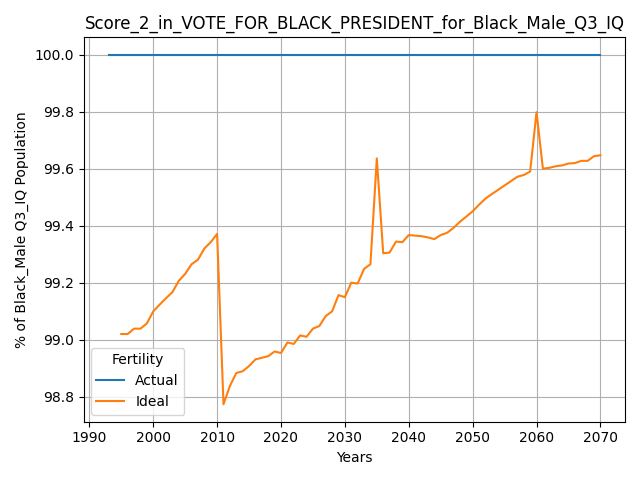 Score_2_in_VOTE_FOR_BLACK_PRESIDENT_for_Black_Male_Q3_IQ
% of Black_Male Q3_IQ Population
100.0
99.8
99.6
99.4
99.2
99.0
98.8
Fertility
Actual
Ideal
1990 2000 2010 2020 2030 2040 2050 2060 2070
Years